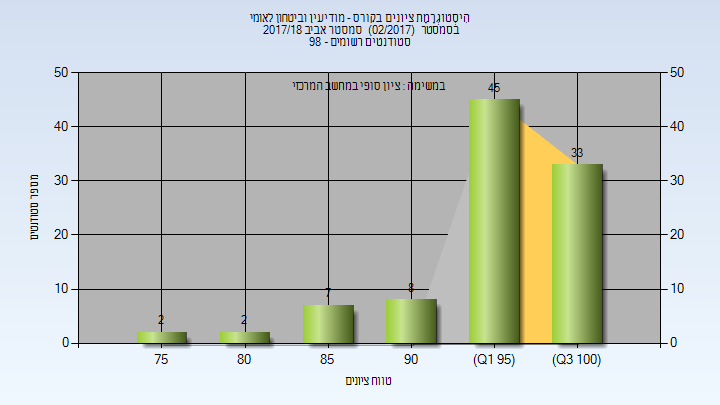 היסטוגרמת ציונים בקורס - מודיעין וביטחון לאומי
בסמסטר (02/2017) סמסטר אביב 2017/18
סטודנטים רשומים - 98
במשימה : ציון סופי במחשב המרכזי
50
40
30
20
10
0
50
40
30
20
10
0
מספר סטודנטים
2
2
7
8
45
33
75
80
85
90
(Q1 95)
(Q3 100)
טווח ציונים